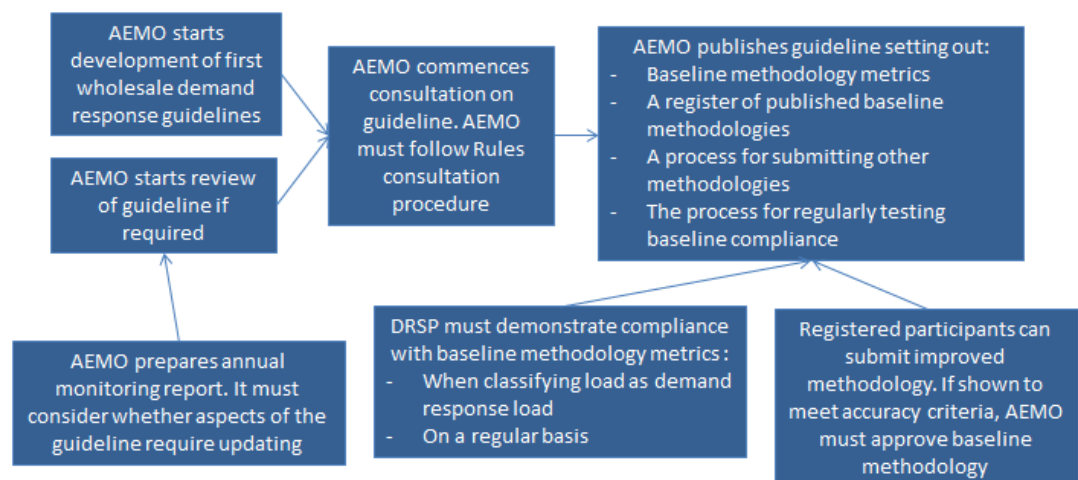 AEMO starts
development of first
wholesale demand
response guidelines
AEMO starts review
of guideline if
required
AEMO prepares annual
monitoring report. It must
consider whether aspects of the
guideline require updating
AEMO commences
consultation on
guideline. AEMO
must follow Rules
consultation
procedure
AEMO publishes guideline setting out:
- Baseline methodology metrics
- A register of published baseline
methodologies
- A process for submitting other
methodologies
- The process for regularly testing
baseline compliance
DRSP must demonstrate compliance
with baseline methodology metrics :
- When classifying load as demand
response load
- On a regular basis
Registered participants can
submit improved
methodology. If shown to
meet accuracy criteria, AEMO
must approve baseline
methodology